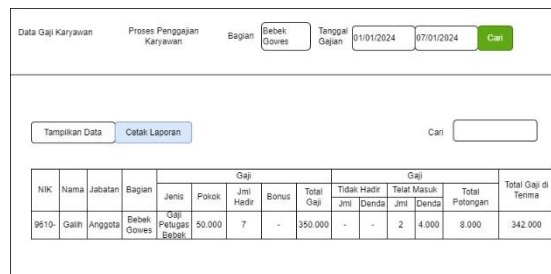 Data Gaji Karyawan
Proses Penggajian
Karyawan
Bagian
Bebek
Gowes
Tanggal
Gajian
01/01/2024
07/01/2024
Cari
Tampilkan Data
Cetak Laporan
Cari
NIK Nama Jabatan Bagian Gaji Gaji Total Gaji di
Terima
Jenis Pokok Jml
Hadir Bonus Total
Gaji Tidak Hadir Telat Masuk Total
Potongan
Jml Denda Jml Denda
9610- Galih Anggota Bebek
Gowes Gaji
Petugas
Bebek 50.000 7 - 350.000 - - 2 4.000 8.000 342.000